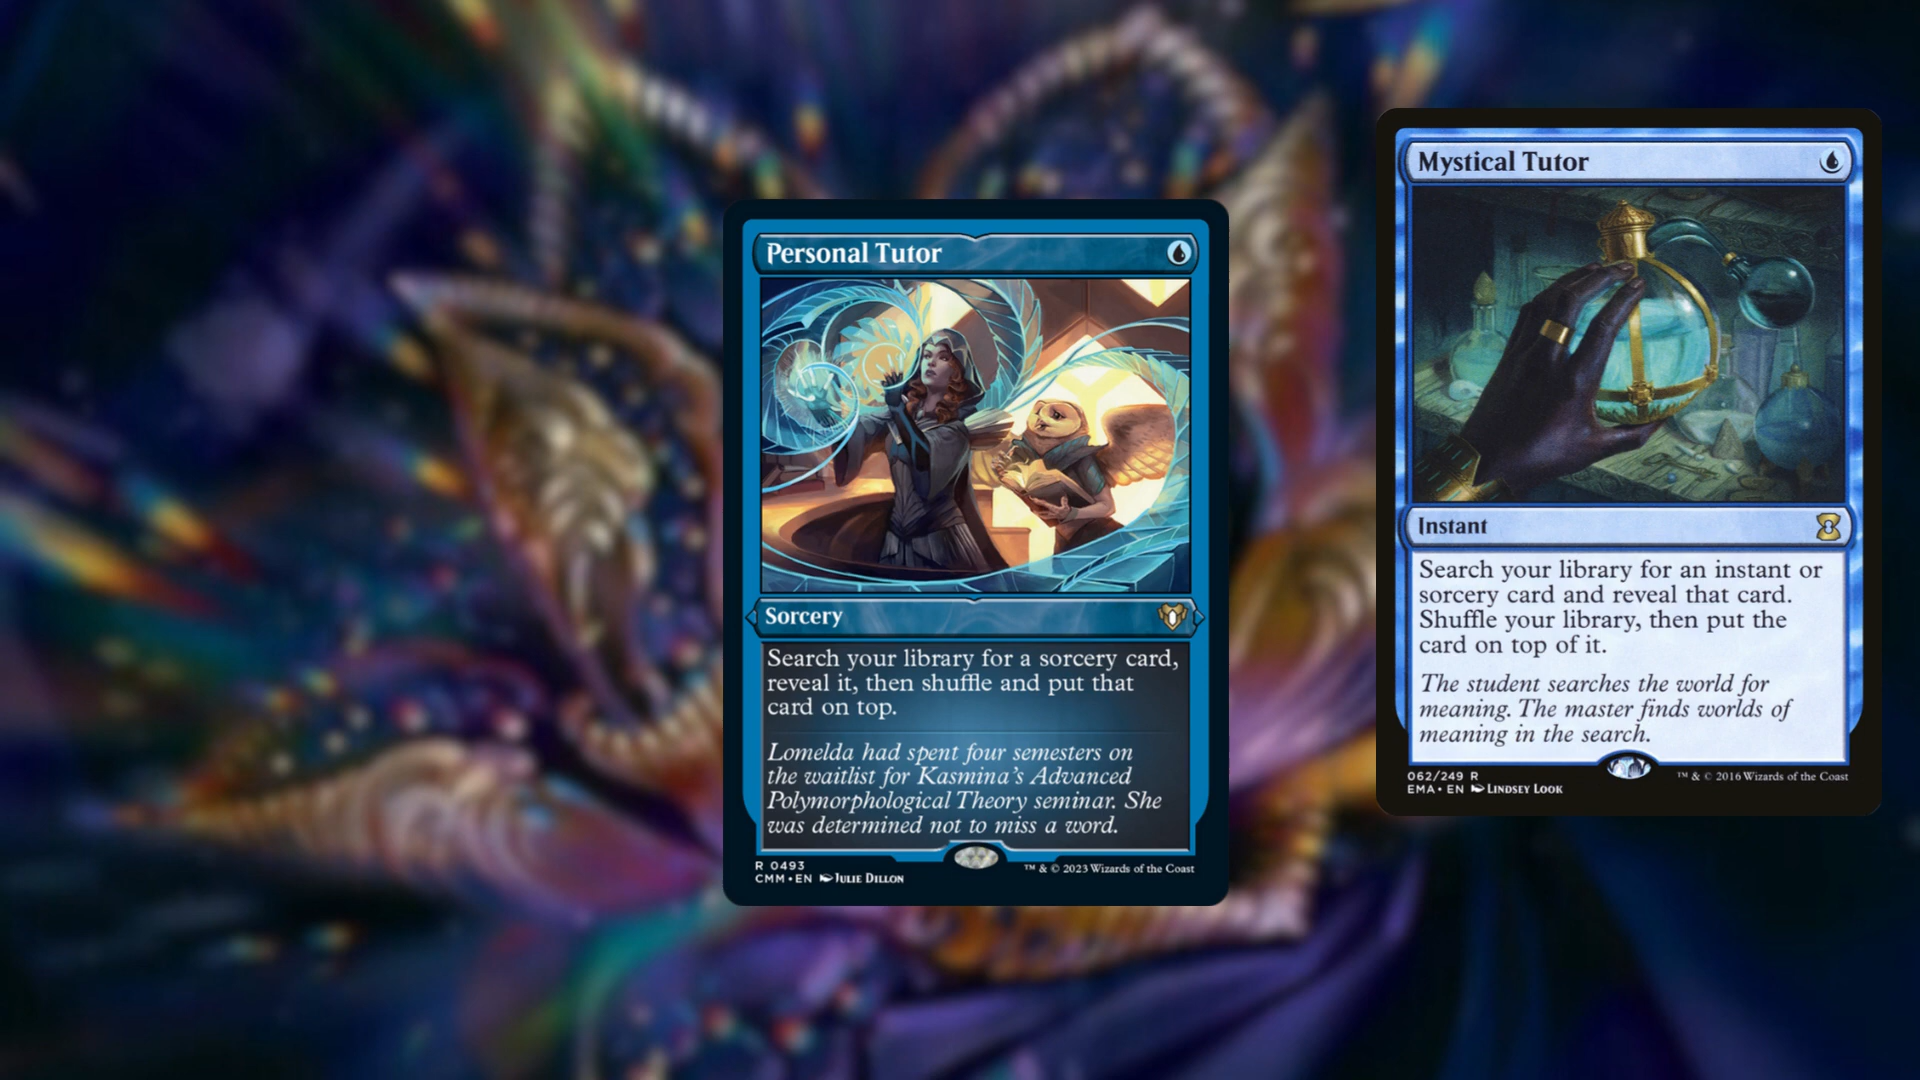 Personal Tutor
Sorcery
Search your library for a sorcery card,
reveal it, then shuffle and put that
card on top.
Lomelda had spent four semesters on
the waitlist for Kasmina's Advanced
Polymorphological Theory seminar. She
was determined not to miss a word.
R 0493
CMM • EN Julie Dillon
™ & © 2023 Wizards of the Coast
Mystical Tutor
Instant
Search your library for an instant or
sorcery card and reveal that card.
Shuffle your library, then put the
card on top of it.
The student searches the world for
meaning. The master finds worlds of
meaning in the search.
062/249 R
EMA • EN Lindsey Look
™ & © 2016 Wizards of the Coast